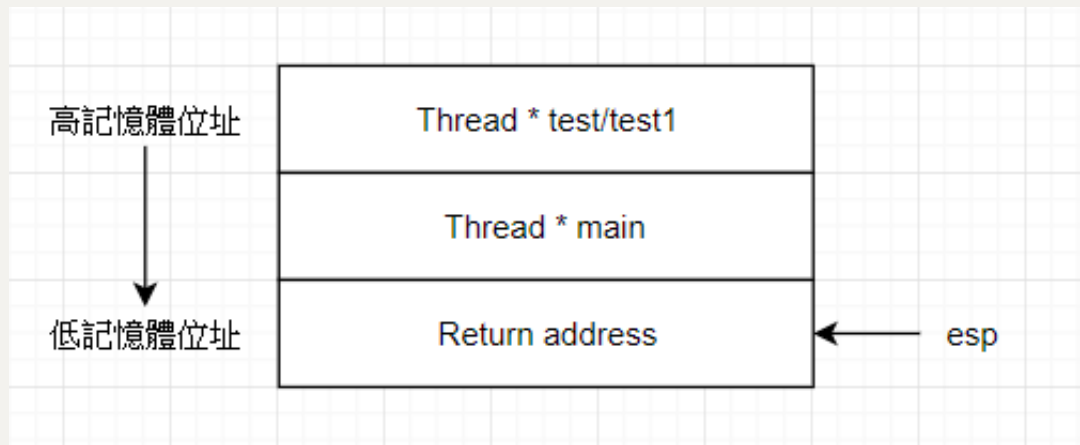 高記憶體位址
Thread * test/test1
Thread * main
低記憶體位址
Return address
esp